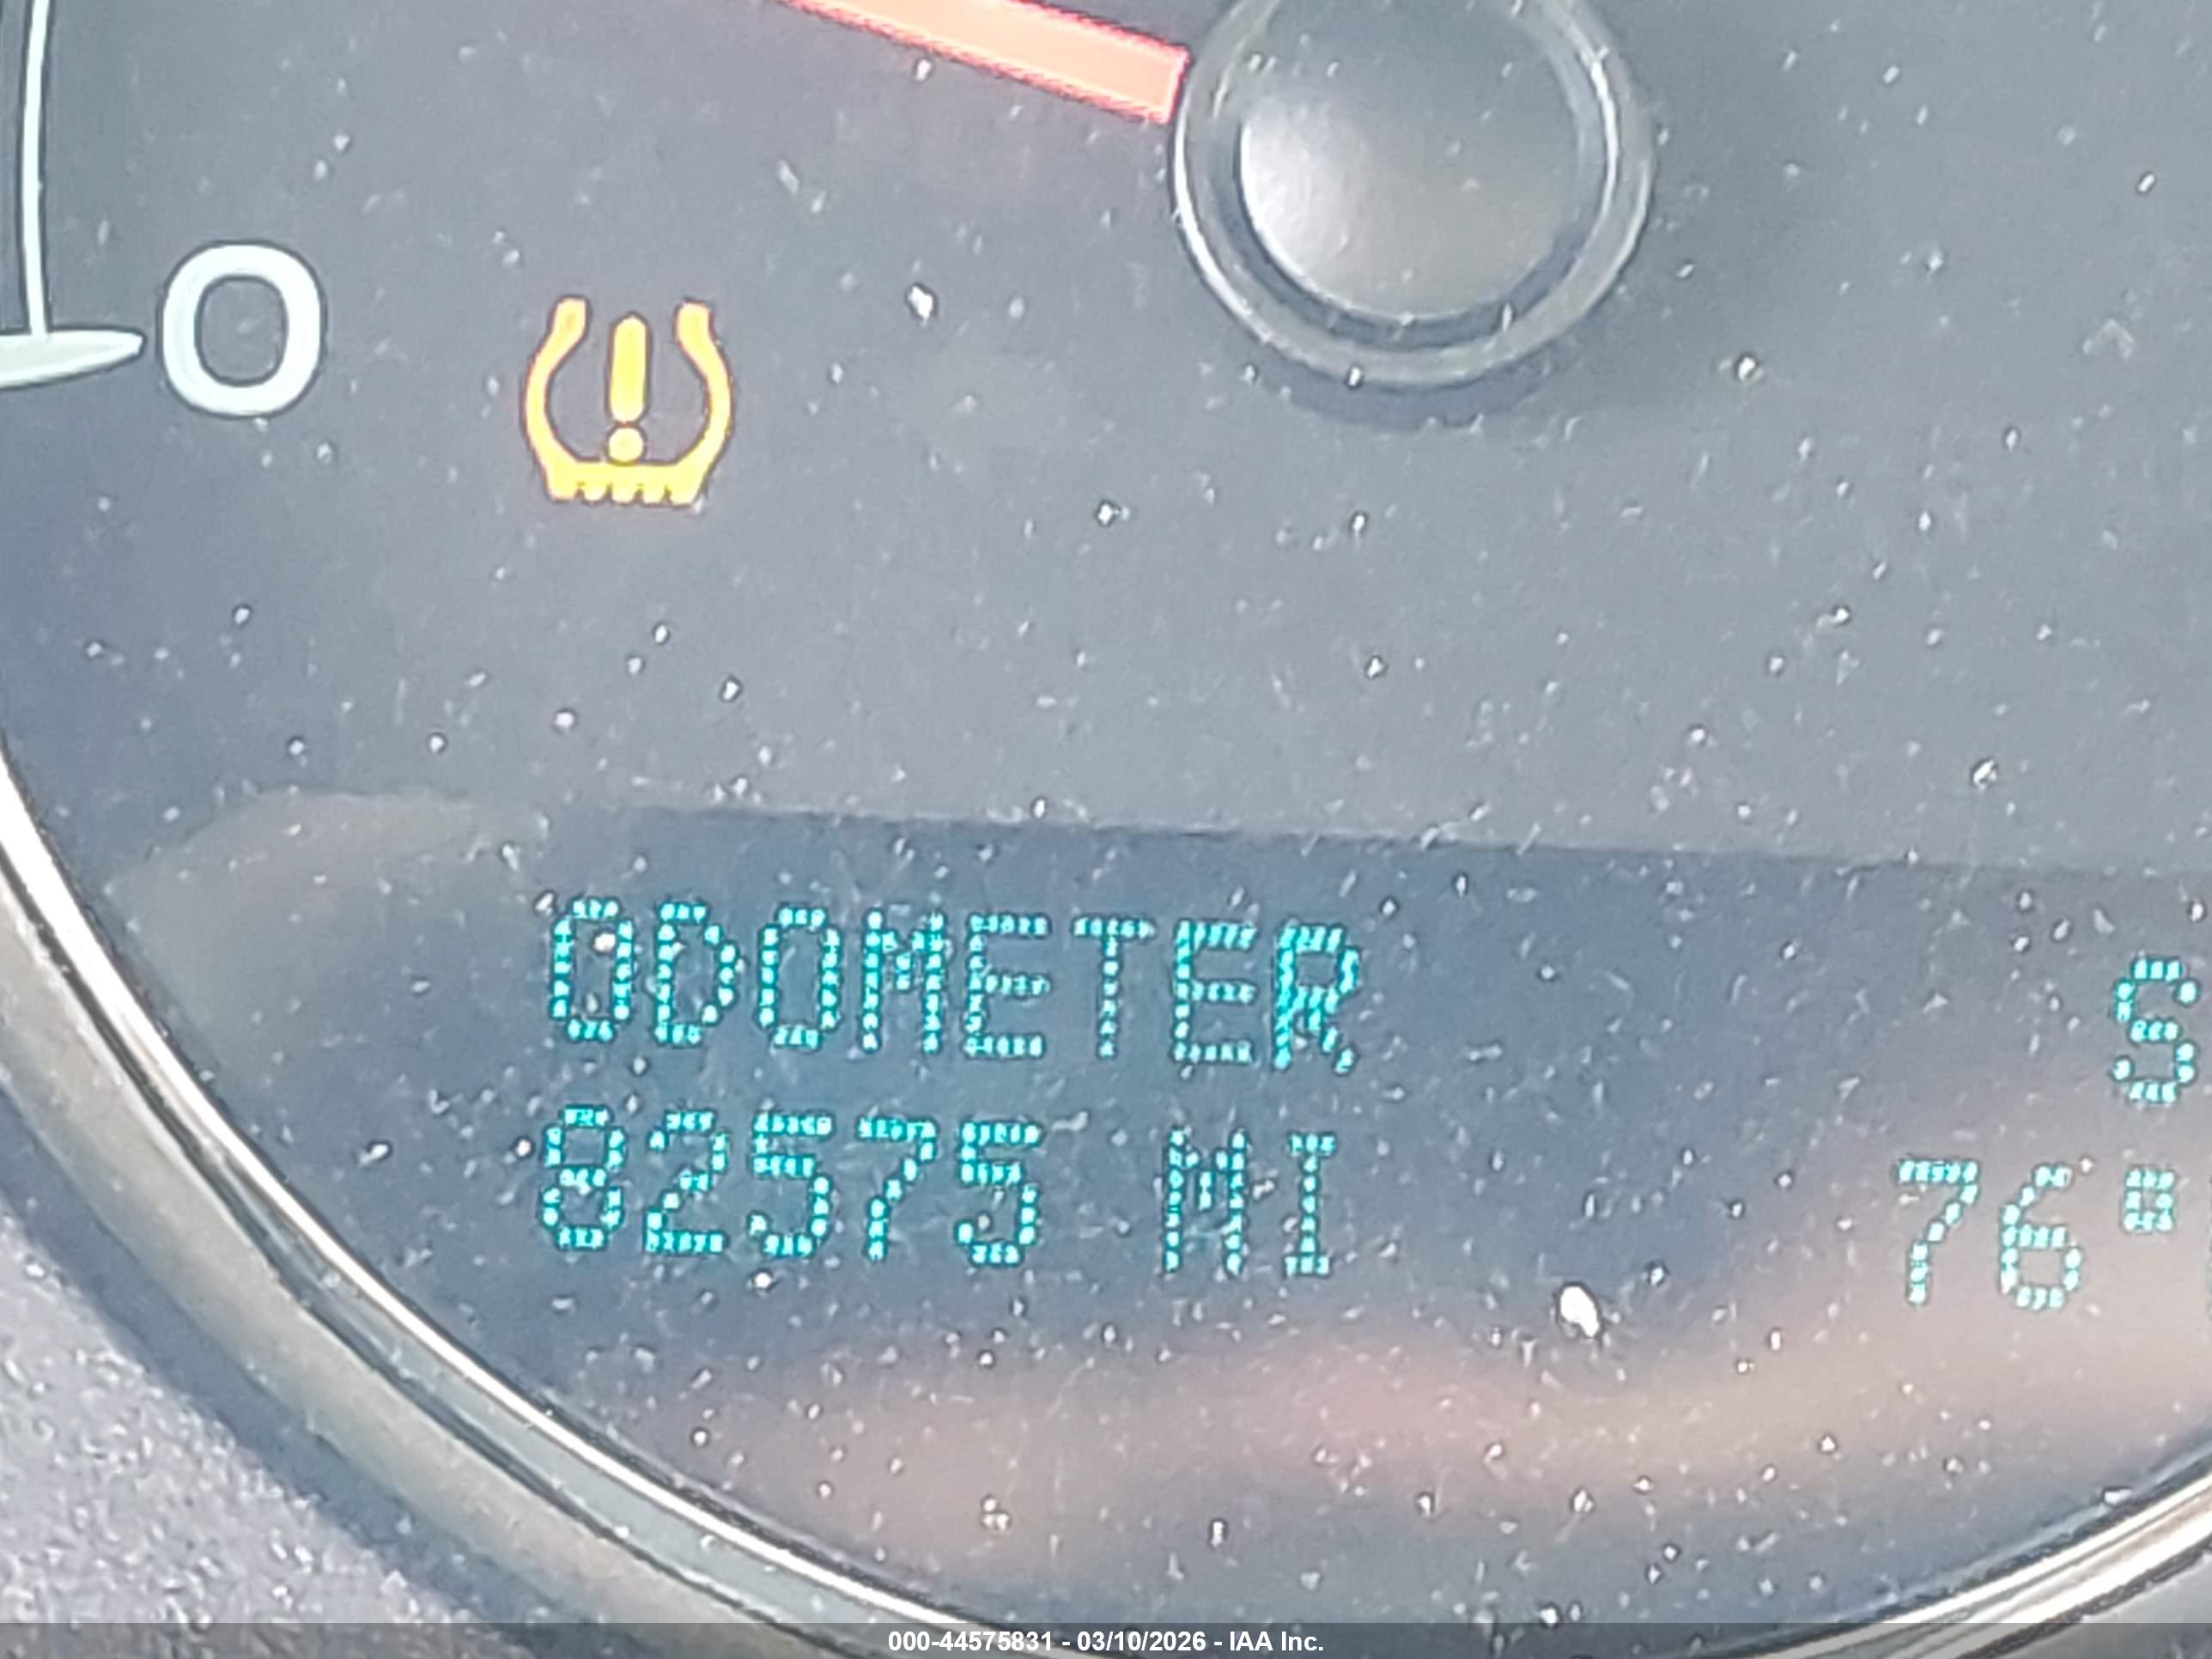 0
ODOMETER
S
82575 MI
76°
000-44575831 - 03/10/2026 - IAA Inc.